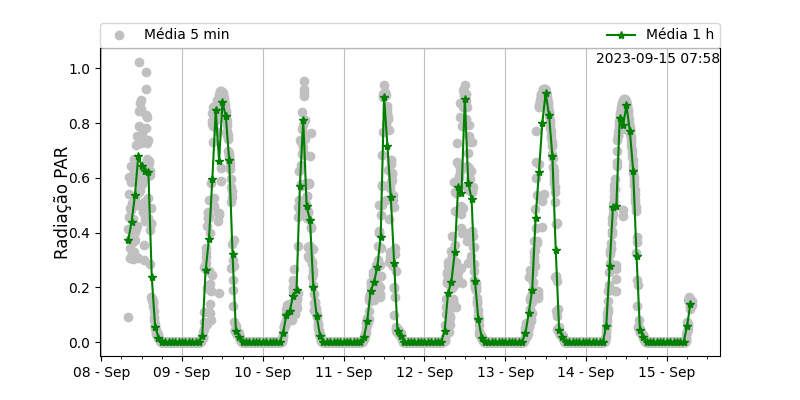 Média 5 min
Média 1 h
2023-09-15 07:58
Radiação PAR
1.0
0.8
0.6
0.4
0.2
0.0
08 - Sep
09 - Sep
10 - Sep
11 - Sep
12 - Sep
13 - Sep
14 - Sep
15 - Sep